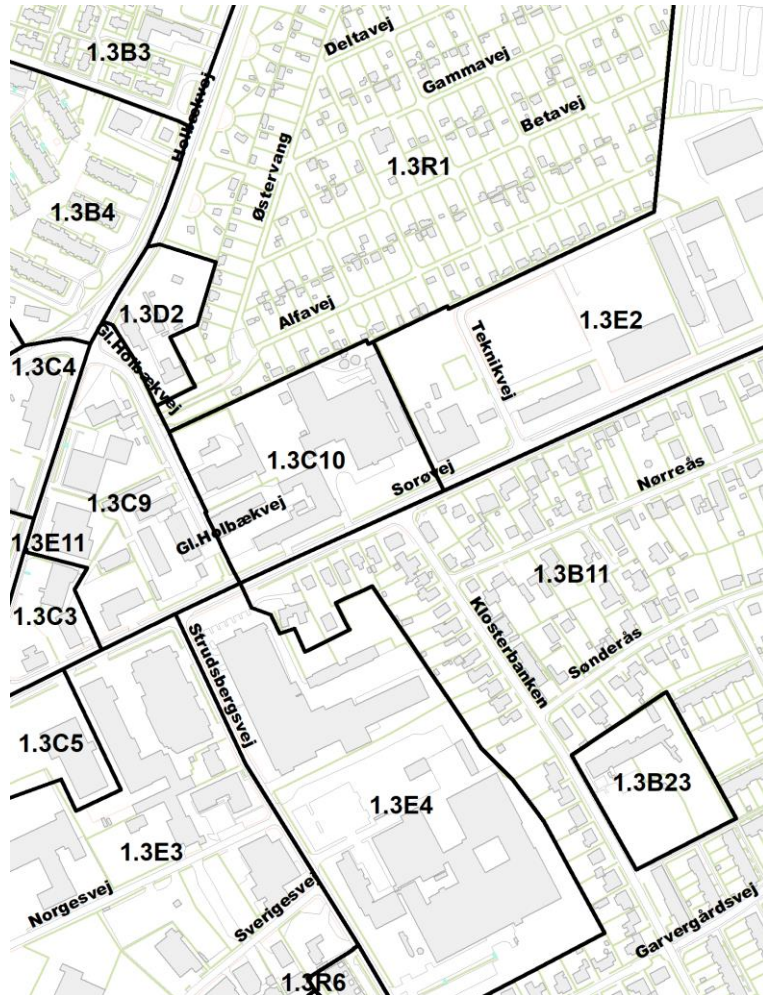 Deltavej
1.3B3
Gammavej
Holbækvej
Betavej
1.3R1
Østervang
1.3B4
1.3D2
Alfavej
1.3E2
Gl.Holbækvej
Teknikvej
1.3C4
1.3C10
Sorøvej
Nørreås
1.3C9
Gl.Holbækvej
1.3E11
1.3B11
1.3C3
Klosterbanken
Sønderås
Strudsbergsvej
1.3C5
1.3B23
1.3E4
1.3E3
Norgesvej
Sverigesvej
Garvergårdsvej
1.3R6